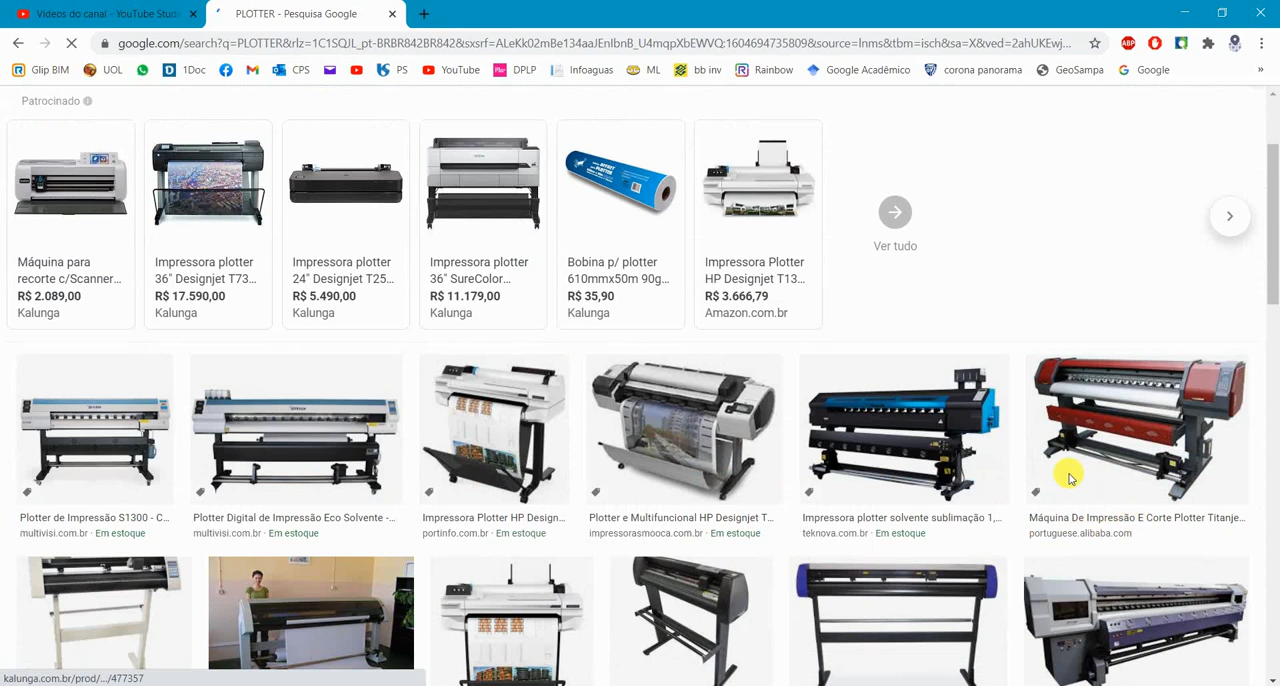 Vídeos do canal - YouTube Stud
PLOTTER - Pesquisa Google
google.com/search?q=PLOTTER&rlz=1C1SQJL_pt-BRBR842BR842&sxsrf=ALeKk02mBe134aaJEnIbnB_U4mqpXbEWVQ:1604694735809&source=lnms&tbm=isch&sa=X&ved=2ahUKEwj...
Glip BIM UOL 1Doc CPS PS YouTube DPLP Infoaguas ML bb inv Rainbow Google Acadêmico corona panorama GeoSampa Google »
Patrocinado
Máquina para
recorte c/Scanner...
R$ 2.089,00
Kalunga
Impressora plotter
36" Designjet T73...
R$ 17.590,00
Kalunga
Impressora plotter
24" Designjet T25...
R$ 5.490,00
Kalunga
Impressora plotter
36" SureColor...
R$ 11.179,00
Kalunga
Bobina p/ plotter
610mmx50m 90g...
R$ 35,90
Kalunga
Impressora Plotter
HP Designjet T13...
R$ 3.666,79
Amazon.com.br
Ver tudo
Plotter de Impressão S1300 - C...
multivisi.com.br · Em estoque
Plotter Digital de Impressão Eco Solvente -...
multivisi.com.br · Em estoque
Impressora Plotter HP Design...
portinfo.com.br · Em estoque
Plotter e Multifuncional HP Designjet T...
impressorasmooca.com.br · Em estoque
Impressora plotter solvente sublimação 1,...
teknova.com.br · Em estoque
Máquina De Impressão E Corte Plotter Titanje...
portuguese.alibaba.com
kalunga.com.br/prod/.../477357